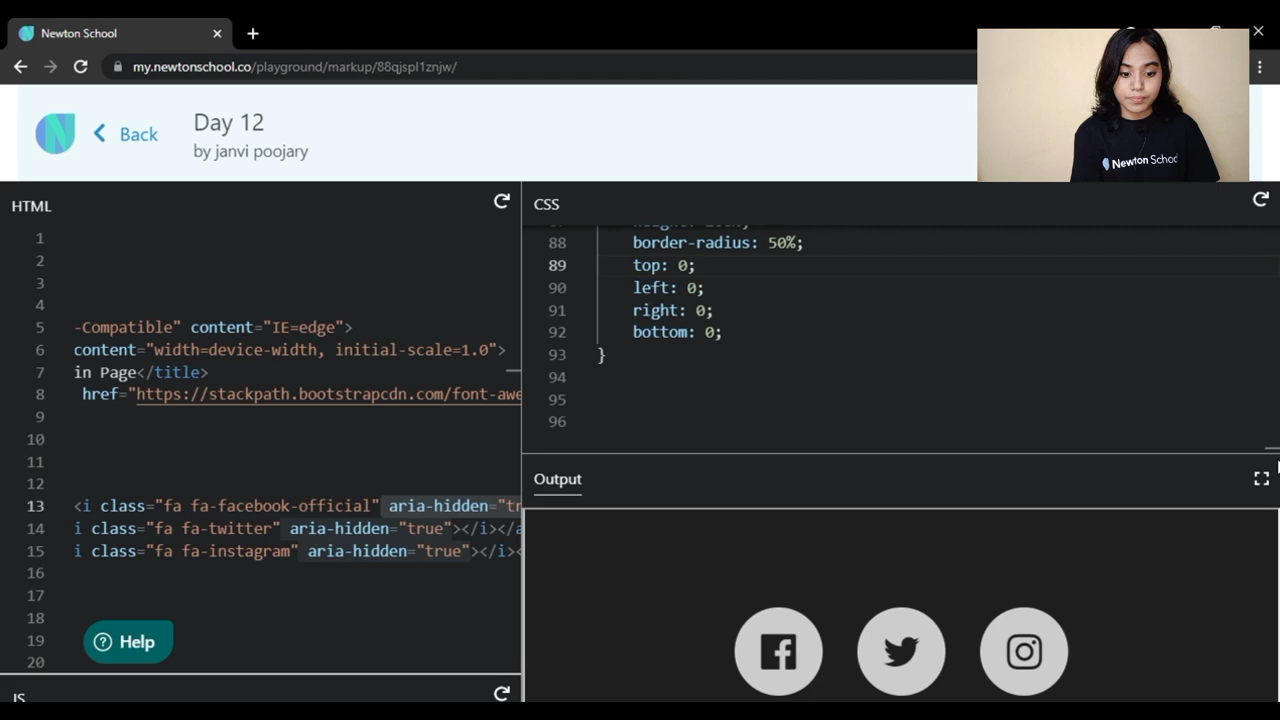 Newton School
my.newtonschool.co/playground/markup/88qjspl1znjw/
Back
Day 12
by janvi poojary
Newton School
HTML
1
2
3
4
5 -Compatible" content="IE=edge">
6 content="width=device-width, initial-scale=1.0">
7 in Page</title>
8 href="https://stackpath.bootstrapcdn.com/font-awe
9
10
11
12
13 <i class="fa fa-facebook-official" aria-hidden="tr
14 i class="fa fa-twitter" aria-hidden="true"></i></a
15 i class="fa fa-instagram" aria-hidden="true"></i><
16
17
18
19
20
Help
JS
CSS
88 border-radius: 50%;
89 top: 0;
90 left: 0;
91 right: 0;
92 bottom: 0;
93 }
94
95
96
Output